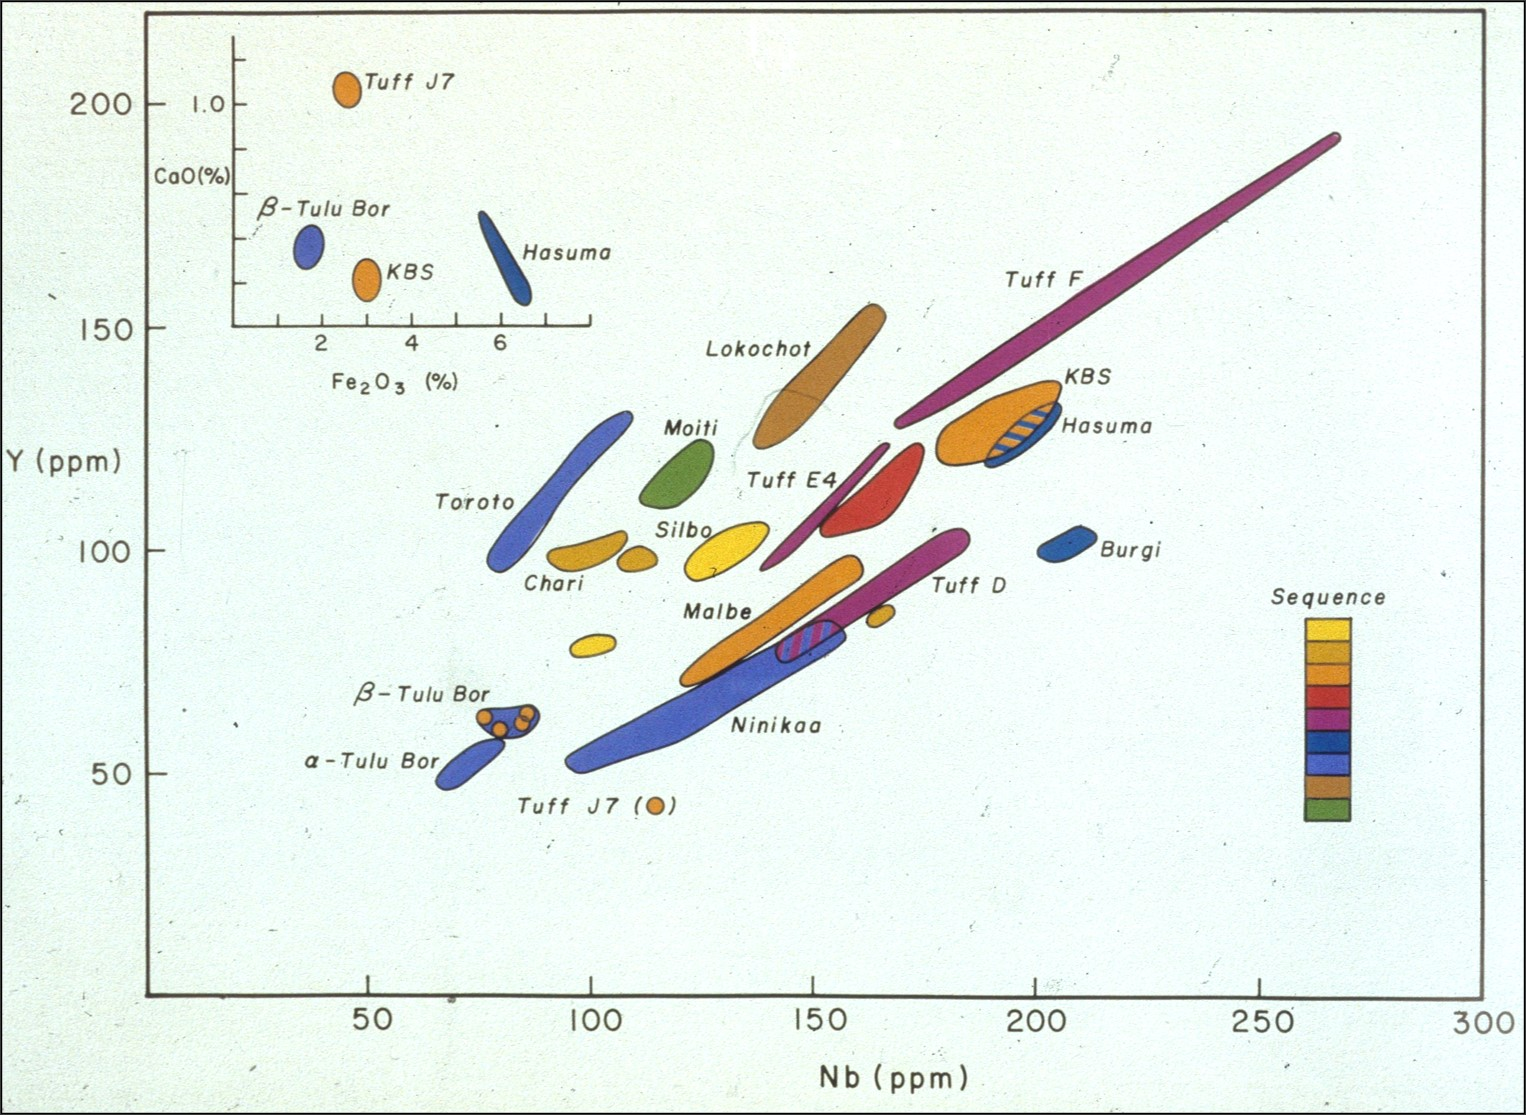 200
1.0
Tuff J7
CaO(%)
β-Tulu Bor
KBS
Hasuma
2 4 6
Fe₂O₃ (%)
150
Y (ppm)
100
50
Tuff F
Lokochot
KBS
Hasuma
Moiti
Tuff E4
Toroto
Silbo
Chari
Burgi
Malbe
Tuff D
Sequence
β-Tulu Bor
Ninikaa
α-Tulu Bor
Tuff J7 ( )
50 100 150 200 250 300
Nb (ppm)